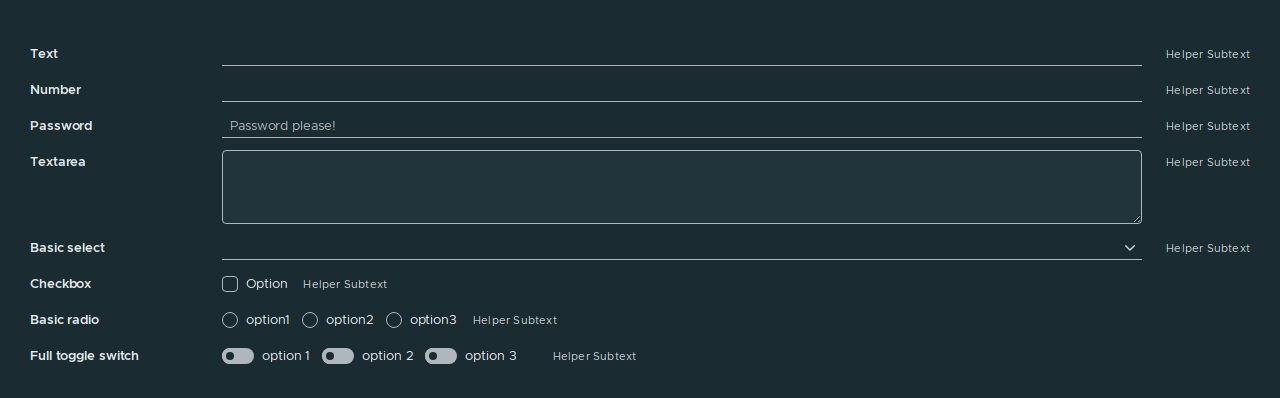 Text Helper Subtext
Number Helper Subtext
Password Password please! Helper Subtext
Textarea Helper Subtext
Basic select Helper Subtext
Checkbox Option Helper Subtext
Basic radio option1 option2 option3 Helper Subtext
Full toggle switch option 1 option 2 option 3 Helper Subtext